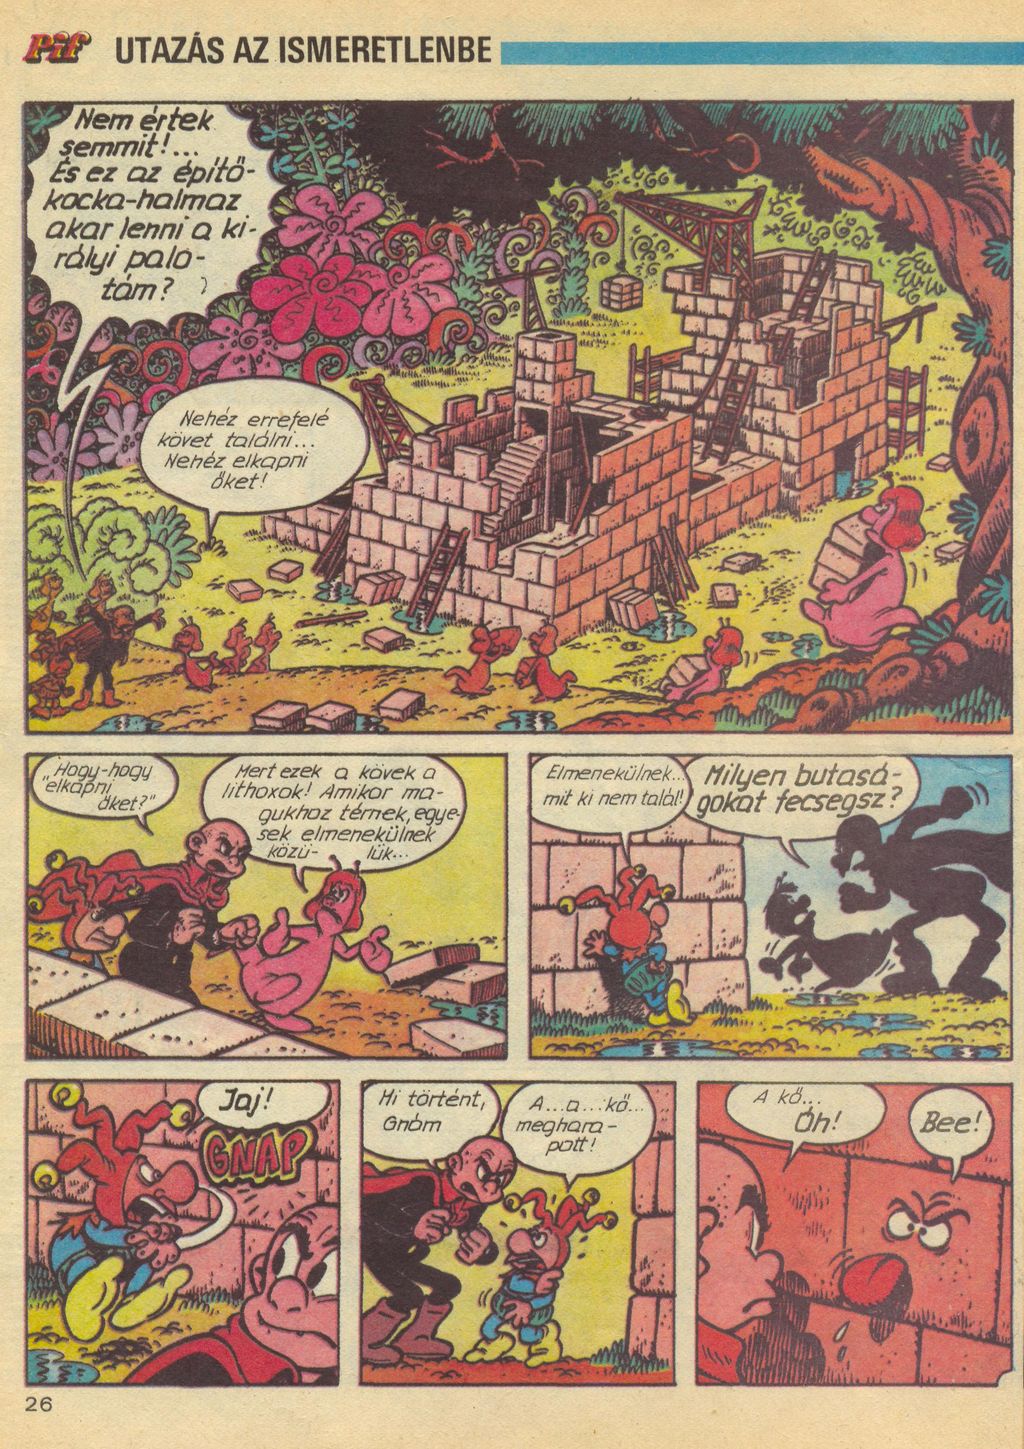 Pif UTAZÁS AZ ISMERETLENBE
Nem értek
semmit!...
És ez az építő-
kocka-halmaz
akar lenni a ki-
rályi palo-
tám?
Nehéz errefelé
követ találni...
Nehéz elkapni
őket!
Hogy-hogy
"elkapni
őket?"
Mert ezek a kövek a
lithoxok! Amikor ma-
gukhoz térnek, egye-
sek elmenekülnek
közü- lük...
Elmenekülnek..
mit ki nem talál!
Milyen butasá-
gokat fecsegsz?
Jaj!
GNAP
Mi történt,
Gnóm
A...a...kő...
meghara-
pott!
A kő...
Óh!
Bee!
26